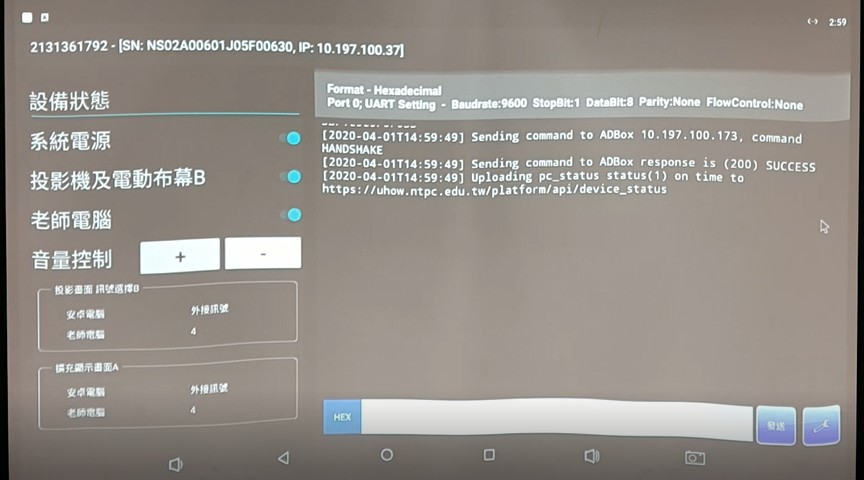 2:59
2131361792 - [SN: NS02A00601J05F00630, IP: 10.197.100.37]
設備狀態
系統電源
投影機及電動布幕B
老師電腦
音量控制
+
-
投影畫面 訊號選擇B
安卓電腦
外接訊號
老師電腦
4
擴充顯示畫面A
安卓電腦
外接訊號
老師電腦
4
Format - Hexadecimal
Port 0; UART Setting - Baudrate:9600 StopBit:1 DataBit:8 Parity:None FlowControl:None
[2020-04-01T14:59:49] Sending command to ADBox 10.197.100.173, command
HANDSHAKE
[2020-04-01T14:59:49] Sending command to ADBox response is (200) SUCCESS
[2020-04-01T14:59:49] Uploading pc_status status(1) on time to
https://uhow.ntpc.edu.tw/platform/api/device_status
HEX
發送